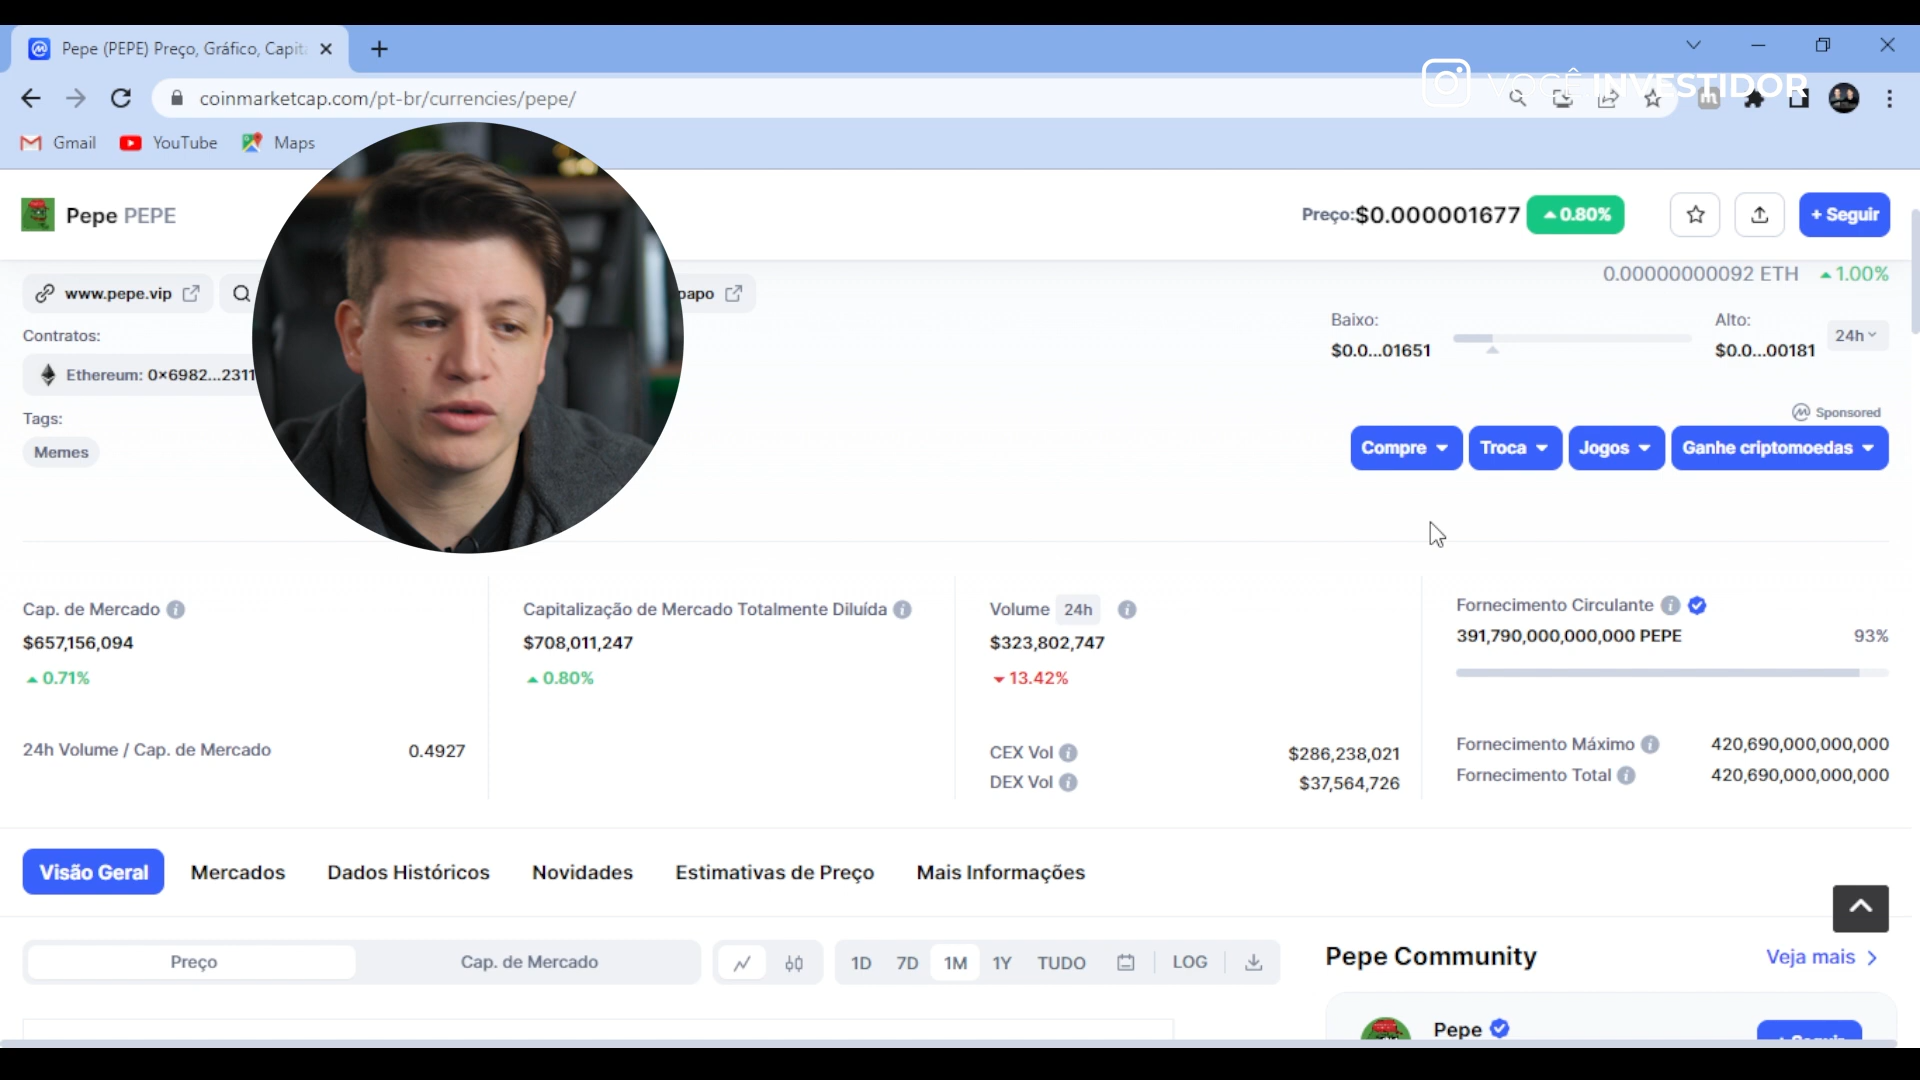 Pepe (PEPE) Preço, Gráfico, Capit
coinmarketcap.com/pt-br/currencies/pepe/
VOCÊ INVESTIDOR
Gmail YouTube Maps
Pepe PEPE
Preço:$0.000001677 0.80%
+ Seguir
0.00000000092 ETH 1.00%
www.pepe.vip
papo
Contratos:
Ethereum: 0x6982...2311
Baixo:
$0.0...01651
Alto:
$0.0...00181
24h
Tags:
Memes
Sponsored
Compre Troca Jogos Ganhe criptomoedas
Cap. de Mercado
$657,156,094
0.71%
24h Volume / Cap. de Mercado 0.4927
Capitalização de Mercado Totalmente Diluída
$708,011,247
0.80%
Volume 24h
$323,802,747
13.42%
CEX Vol $286,238,021
DEX Vol $37,564,726
Fornecimento Circulante
391,790,000,000,000 PEPE 93%
Fornecimento Máximo 420,690,000,000,000
Fornecimento Total 420,690,000,000,000
Visão Geral Mercados Dados Históricos Novidades Estimativas de Preço Mais Informações
Preço Cap. de Mercado 1D 7D 1M 1Y TUDO LOG
Pepe Community Veja mais
Pepe